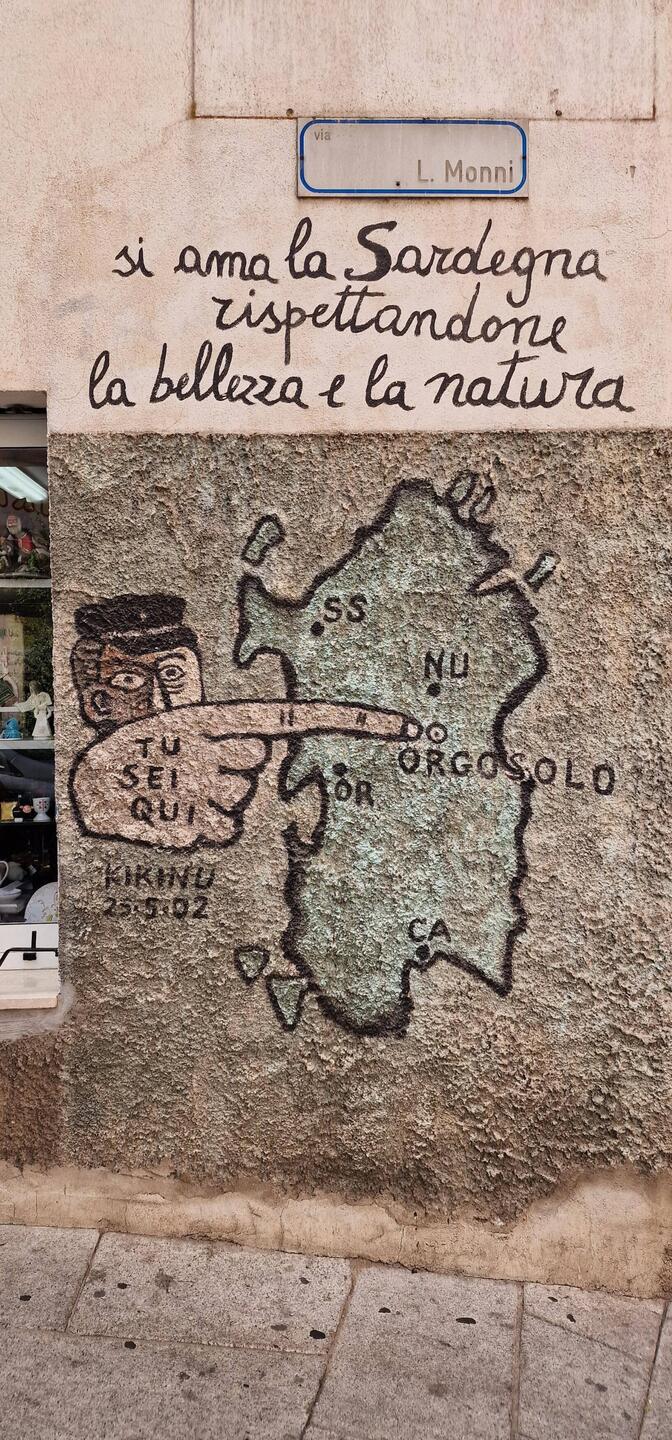 via
L. Monni
si ama la Sardegna
rispettandone
la bellezza e la natura
SS
NU
ORGOSOLO
TU
SEI
QUI
OR
KIKINU
25.5.02
CA